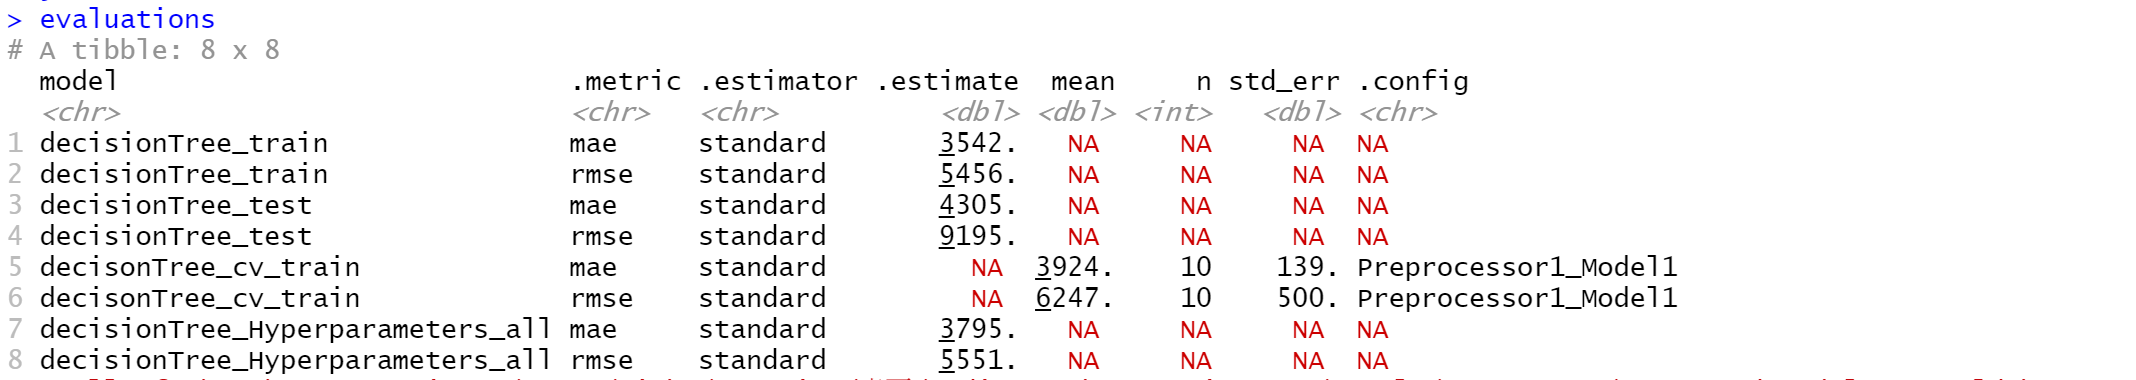 > evaluations
# A tibble: 8 x 8
model .metric .estimator .estimate mean n std_err .config
<chr> <chr> <chr> <dbl> <dbl> <int> <dbl> <chr>
1 decisionTree_train mae standard 3542. NA NA NA NA
2 decisionTree_train rmse standard 5456. NA NA NA NA
3 decisionTree_test mae standard 4305. NA NA NA NA
4 decisionTree_test rmse standard 9195. NA NA NA NA
5 decisonTree_cv_train mae standard NA 3924. 10 139. Preprocessor1_Model1
6 decisonTree_cv_train rmse standard NA 6247. 10 500. Preprocessor1_Model1
7 decisionTree_Hyperparameters_all mae standard 3795. NA NA NA NA
8 decisionTree_Hyperparameters_all rmse standard 5551. NA NA NA NA